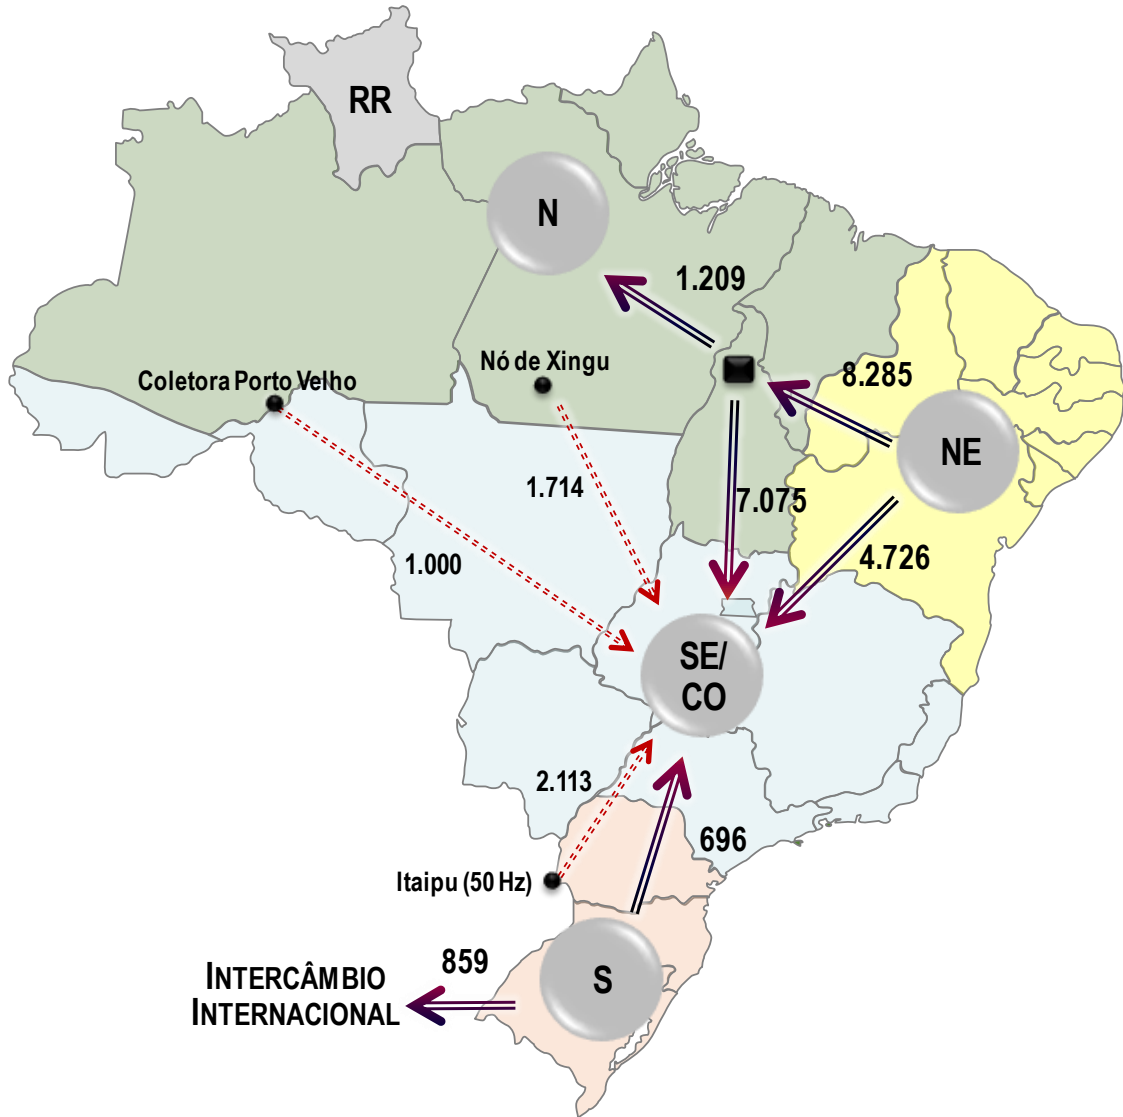 RR
N
1.209
Nó de Xingu
Coletora Porto Velho
8.285
NE
1.714
7.075
4.726
1.000
SE/
CO
2.113
696
Itaipu (50 Hz)
859
INTERCÂMBIO
INTERNACIONAL
S